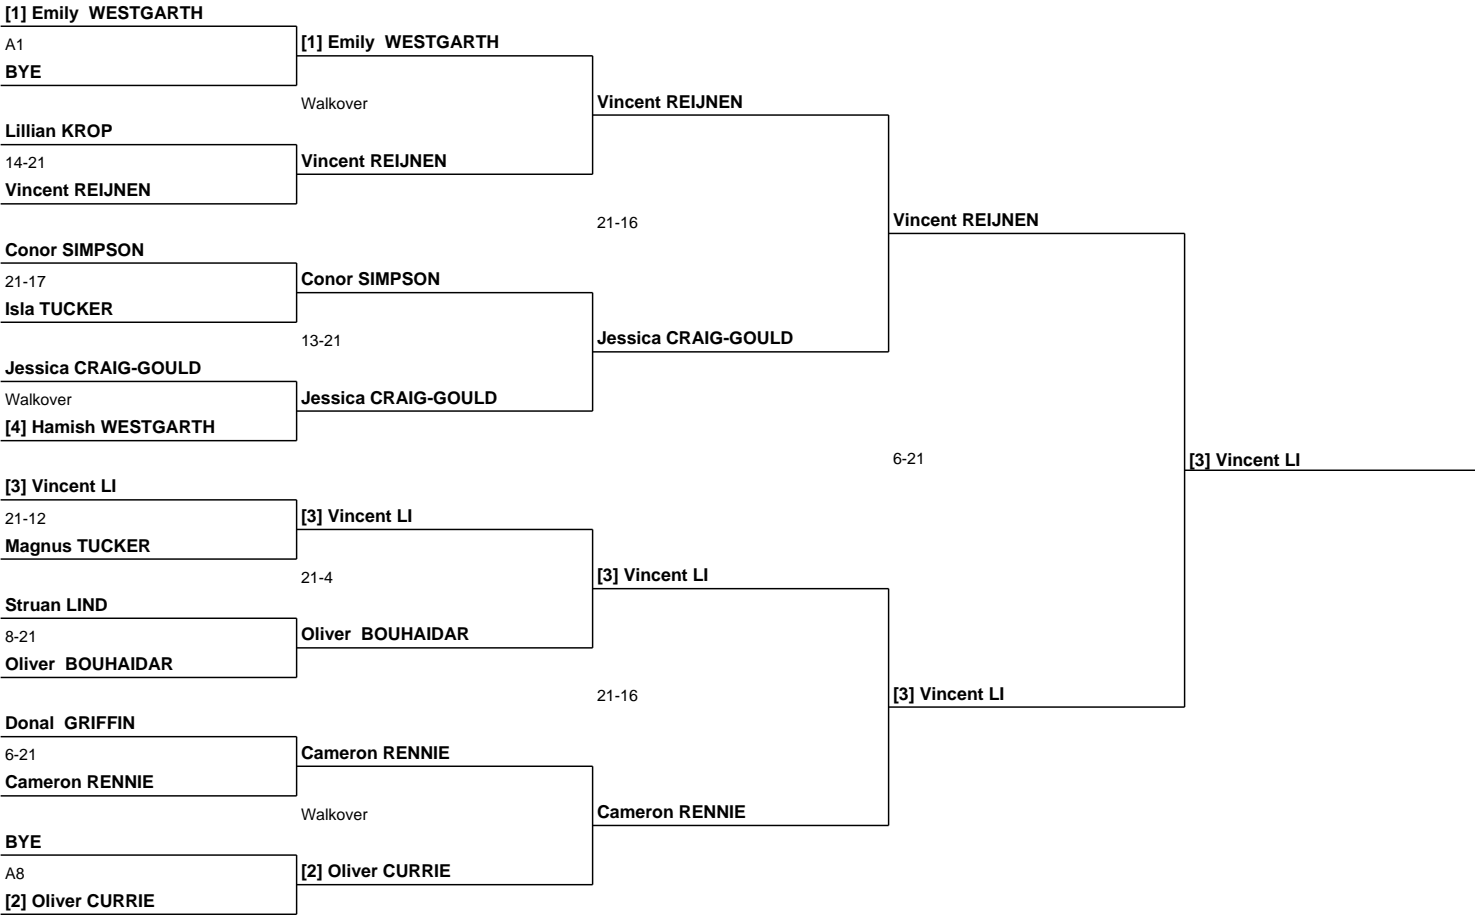 [1] Emily  WESTGARTH
A1
[1] Emily  WESTGARTH
BYE
Walkover
Vincent REIJNEN
Lillian KROP
14-21
Vincent REIJNEN
Vincent REIJNEN
21-16
Vincent REIJNEN
Conor SIMPSON
21-17
Conor SIMPSON
Isla TUCKER
13-21
Jessica CRAIG-GOULD
Jessica CRAIG-GOULD
Walkover
Jessica CRAIG-GOULD
[4] Hamish WESTGARTH
6-21
[3] Vincent LI
[3] Vincent LI
21-12
[3] Vincent LI
Magnus TUCKER
21-4
[3] Vincent LI
Struan LIND
8-21
Oliver  BOUHAIDAR
Oliver  BOUHAIDAR
21-16
[3] Vincent LI
Donal  GRIFFIN
6-21
Cameron RENNIE
Cameron RENNIE
Walkover
Cameron RENNIE
BYE
A8
[2] Oliver CURRIE
[2] Oliver CURRIE